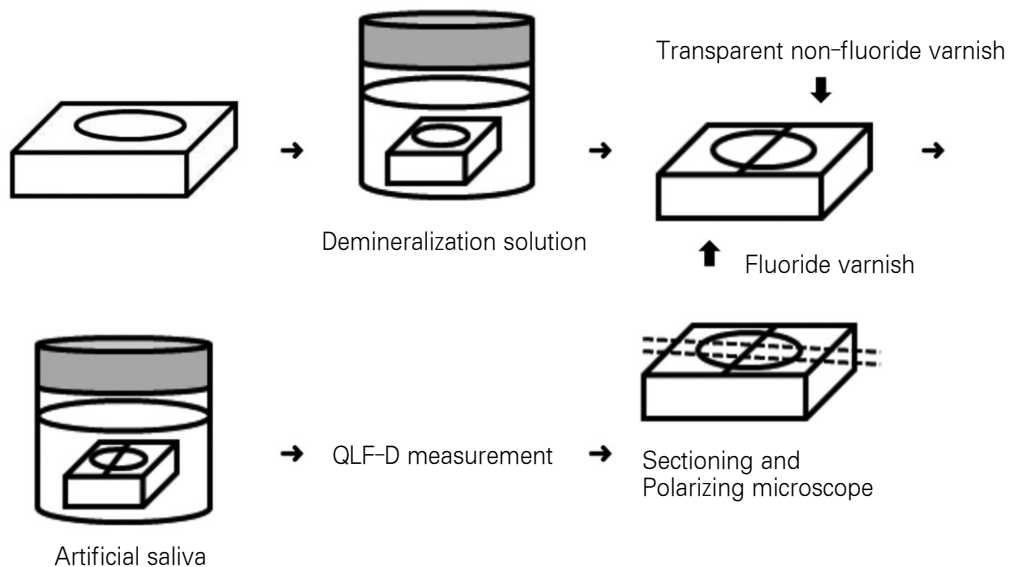 Transparent non-fluoride varnish
Demineralization solution
Fluoride varnish
QLF-D measurement
Sectioning and
Polarizing microscope
Artificial saliva